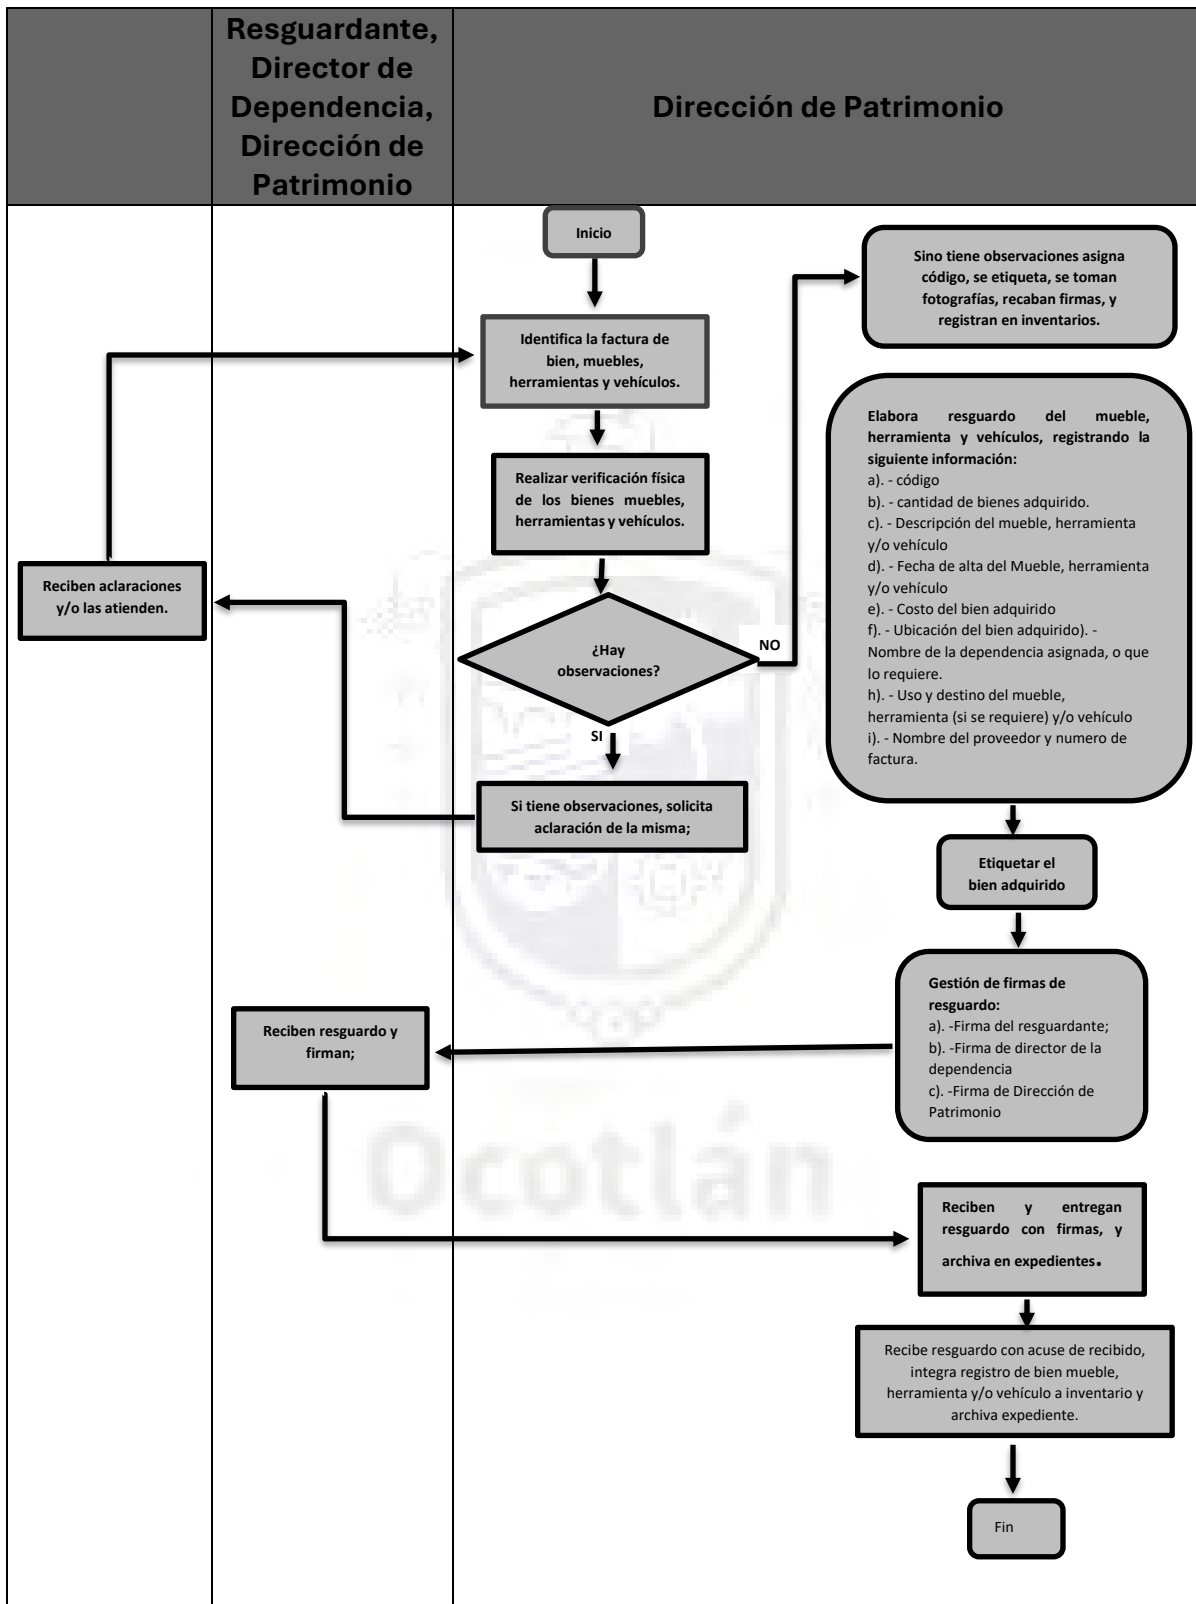 Resguardante,
Director de
Dependencia,
Dirección de
Patrimonio
Dirección de Patrimonio
Inicio
Sino tiene observaciones asigna
código, se etiqueta, se toman
fotografías, recaban firmas, y
registran en inventarios.
Identifica la factura de
bien, muebles,
herramientas y vehículos.
Elabora resguardo del mueble,
herramienta y vehículos, registrando la
siguiente información:
a). - código
b). - cantidad de bienes adquirido.
c). - Descripción del mueble, herramienta
y/o vehículo
d). - Fecha de alta del Mueble, herramienta
y/o vehículo
e). - Costo del bien adquirido
f). - Ubicación del bien adquirido). -
Nombre de la dependencia asignada, o que
lo requiere.
h). - Uso y destino del mueble,
herramienta (si se requiere) y/o vehículo
i). - Nombre del proveedor y numero de
factura.
Realizar verificación física
de los bienes muebles,
herramientas y vehículos.
Reciben aclaraciones
y/o las atienden.
¿Hay
observaciones?
NO
SI
Si tiene observaciones, solicita
aclaración de la misma;
Etiquetar el
bien adquirido
Gestión de firmas de
resguardo:
a). -Firma del resguardante;
b). -Firma de director de la
dependencia
c). -Firma de Dirección de
Patrimonio
Reciben resguardo y
firman;
Ocotlán
Reciben y entregan
resguardo con firmas, y
archiva en expedientes.
Recibe resguardo con acuse de recibido,
integra registro de bien mueble,
herramienta y/o vehículo a inventario y
archiva expediente.
Fin